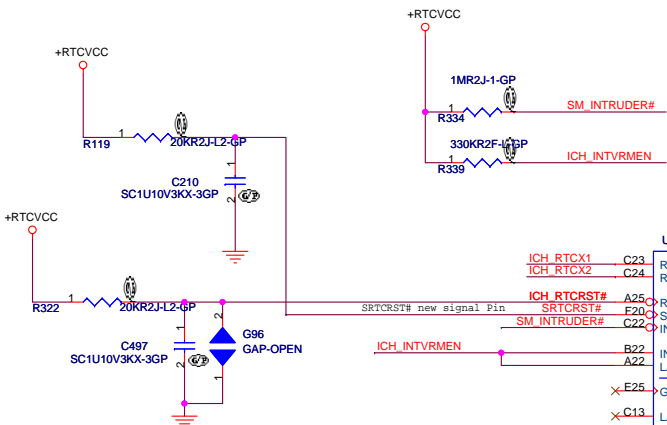 +RTCVCC
+RTCVCC
1MR2J-1-GP
1
R334
SM_INTRUDER#
1
R119
20KR2J-L2-GP
330KR2F-L-GP
1
R339
ICH_INTVRMEN
1
C210
SC1U10V3KX-3GP
2
G/P
+RTCVCC
ICH_RTCX1
C23
ICH_RTCX2
C24
1
R322
20KR2J-L2-GP
ICH_RTCRST#
A25
SRTCRST# new signal Pin
SRTCRST#
F20
SM_INTRUDER#
C22
1
2
G96
GAP-OPEN
C497
SC1U10V3KX-3GP
2
G/P
1
ICH_INTVRMEN
B22
A22
E25
C13